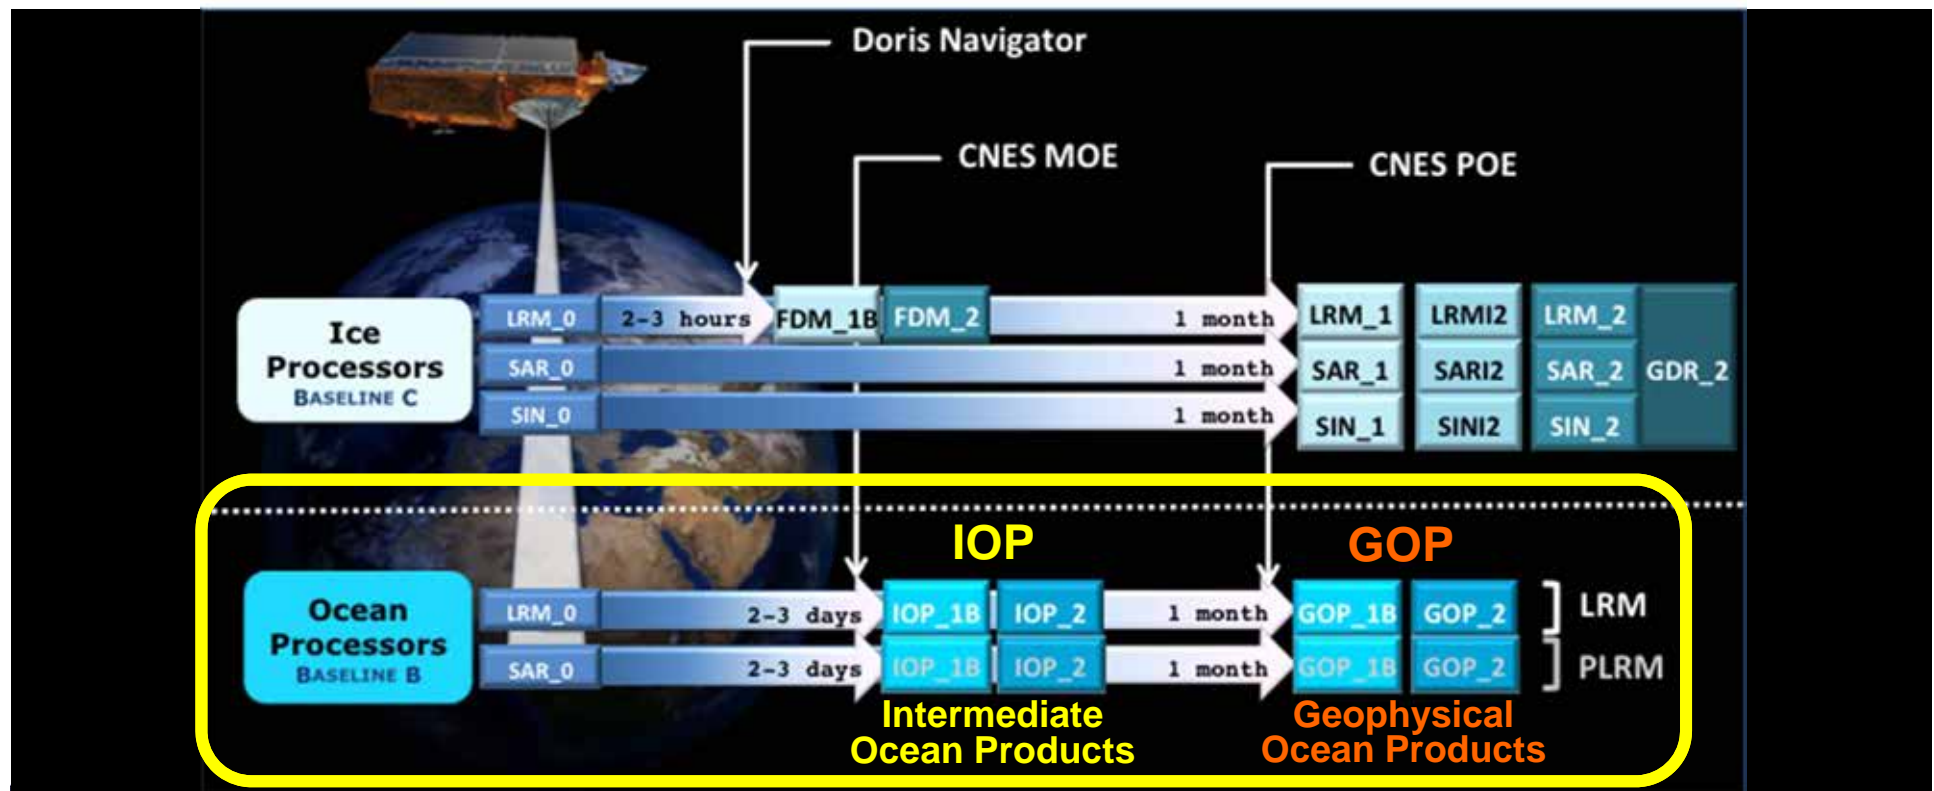 Doris Navigator
CNES MOE
CNES POE
Ice
Processors
BASELINE C
LRM_0
2-3 hours
FDM_1B
FDM_2
1 month
LRM_1
LRMI2
LRM_2
SAR_0
1 month
SAR_1
SARI2
SAR_2
GDR_2
SIN_0
1 month
SIN_1
SINI2
SIN_2
IOP
GOP
Ocean
Processors
BASELINE B
LRM_0
2-3 days
IOP_1B
IOP_2
1 month
GOP_1B
GOP_2
LRM
SAR_0
2-3 days
IOP_1B
IOP_2
1 month
GOP_1B
GOP_2
PLRM
Intermediate
Ocean Products
Geophysical
Ocean Products